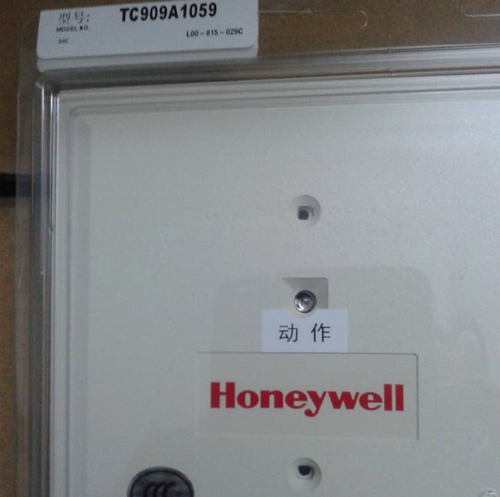 型号: TC909A1059
MODEL NO.
L00-815-029C
动作
Honeywell